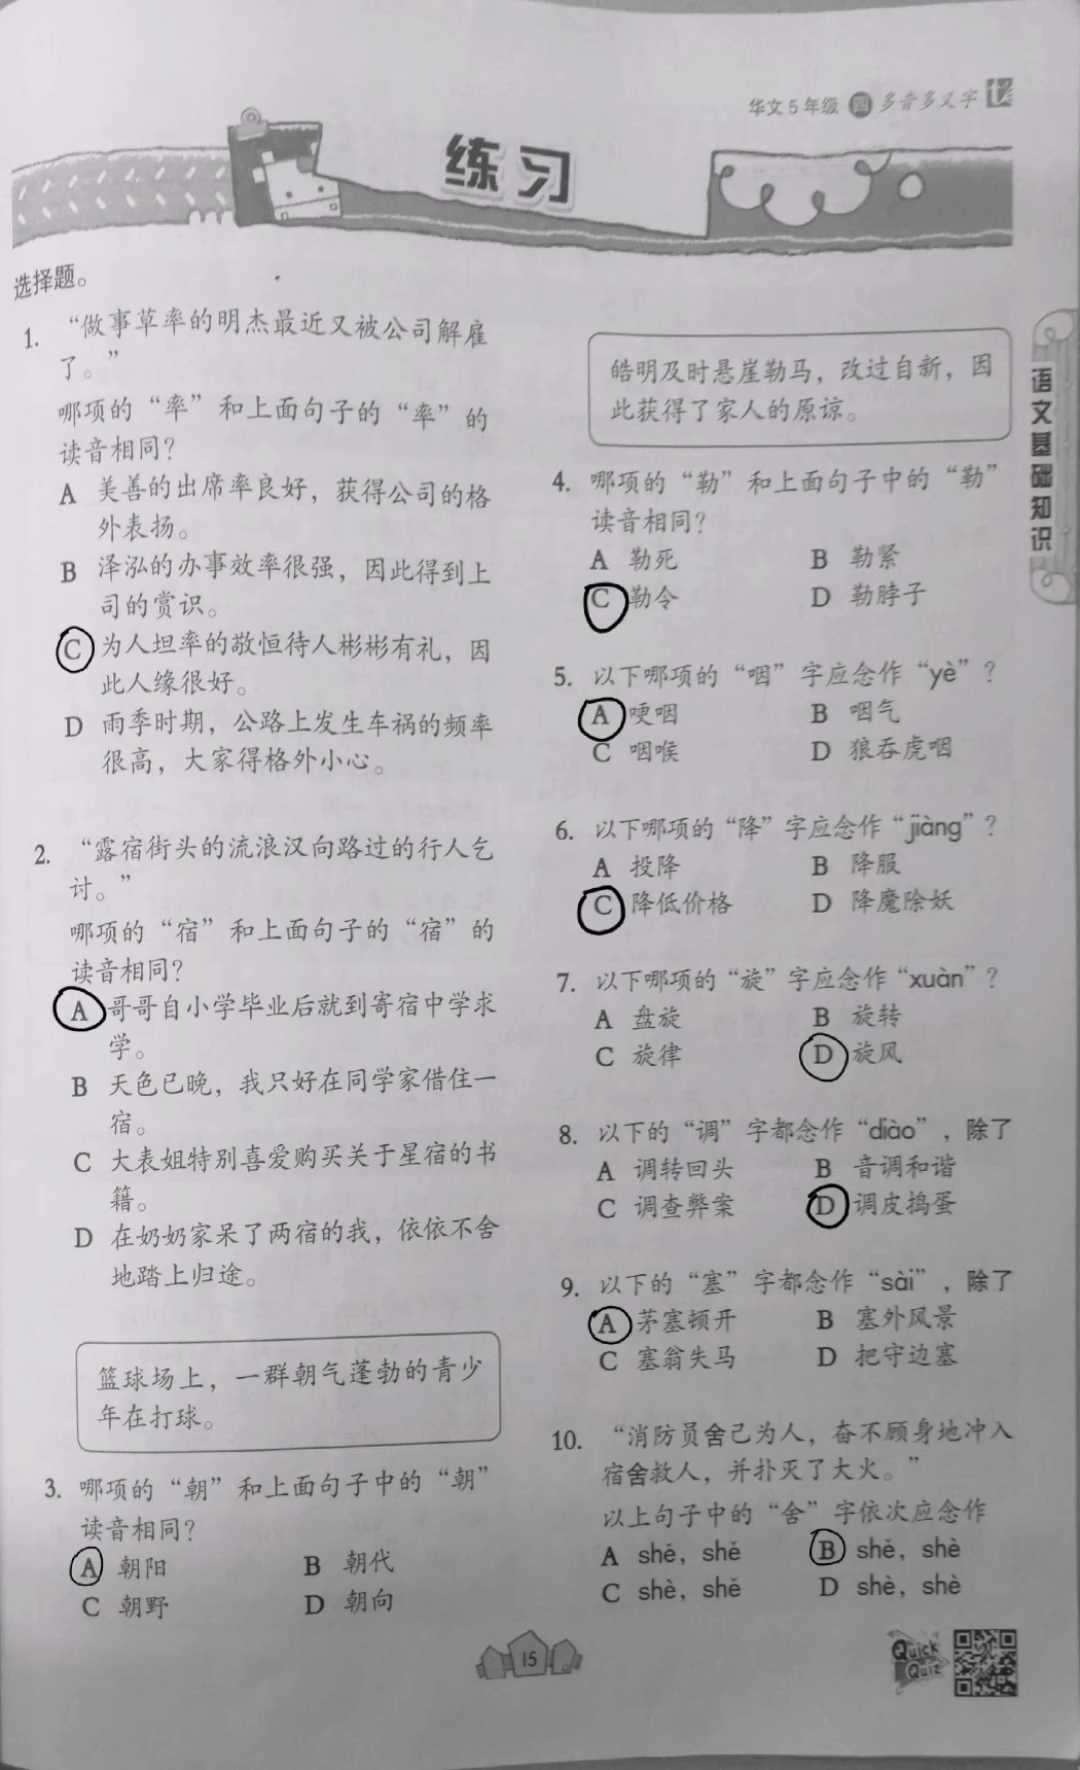 华文5年级 四 多音多义字
练习
选择题。
1. “做事草率的明杰最近又被公司解雇
了。”
哪项的“率”和上面句子的“率”的
读音相同？
A 美善的出席率良好，获得公司的格
外表扬。
B 泽泓的办事效率很强，因此得到上
司的赏识。
C 为人坦率的敬恒待人彬彬有礼，因
此人缘很好。
D 雨季时期，公路上发生车祸的频率
很高，大家得格外小心。
2. “露宿街头的流浪汉向路过的行人乞
讨。”
哪项的“宿”和上面句子的“宿”的
读音相同？
A 哥哥自小学毕业后就到寄宿中学求
学。
B 天色已晚，我只好在同学家借住一
宿。
C 大表姐特别喜爱购买关于星宿的书
籍。
D 在奶奶家呆了两宿的我，依依不舍
地踏上归途。
篮球场上，一群朝气蓬勃的青少
年在打球。
3. 哪项的“朝”和上面句子中的“朝”
读音相同？
A 朝阳 B 朝代
C 朝野 D 朝向
皓明及时悬崖勒马，改过自新，因
此获得了家人的原谅。
4. 哪项的“勒”和上面句子中的“勒”
读音相同？
A 勒死 B 勒紧
C 勒令 D 勒脖子
5. 以下哪项的“咽”字应念作“yè”？
A 哽咽 B 咽气
C 咽喉 D 狼吞虎咽
6. 以下哪项的“降”字应念作“jiàng”？
A 投降 B 降服
C 降低价格 D 降魔除妖
7. 以下哪项的“旋”字应念作“xuàn”？
A 盘旋 B 旋转
C 旋律 D 旋风
8. 以下的“调”字都念作“diào”，除了
A 调转回头 B 音调和谐
C 调查弊案 D 调皮捣蛋
9. 以下的“塞”字都念作“sài”，除了
A 茅塞顿开 B 塞外风景
C 塞翁失马 D 把守边塞
10. “消防员舍己为人，奋不顾身地冲入
宿舍救人，并扑灭了大火。”
以上句子中的“舍”字依次应念作
A shě，shě B shě，shè
C shè，shě D shè，shè
语文基础知识
15
Quick
Quiz